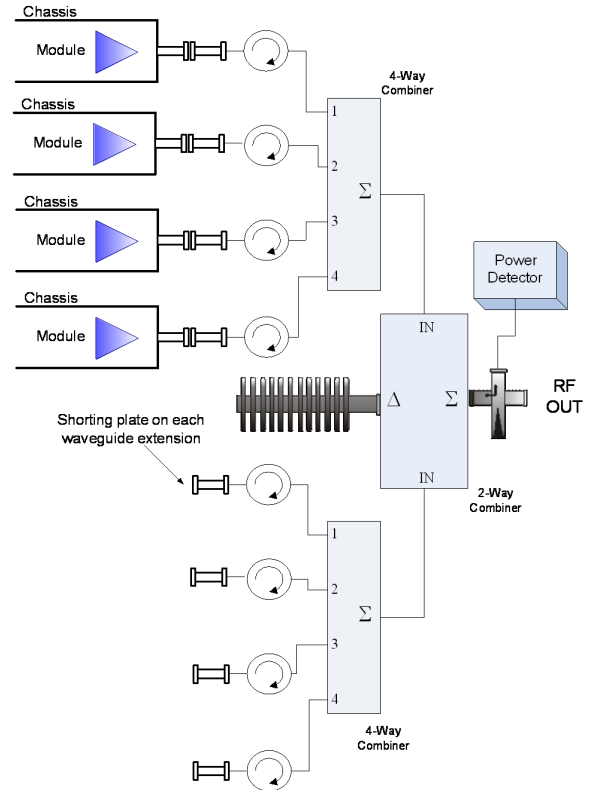 Chassis
Module
Chassis
Module
Chassis
Module
Chassis
Module
4-Way
Combiner
1
2
3
4
Σ
Power
Detector
IN
Δ
Σ
IN
RF
OUT
2-Way
Combiner
Shorting plate on each
waveguide extension
1
2
3
4
Σ
4-Way
Combiner